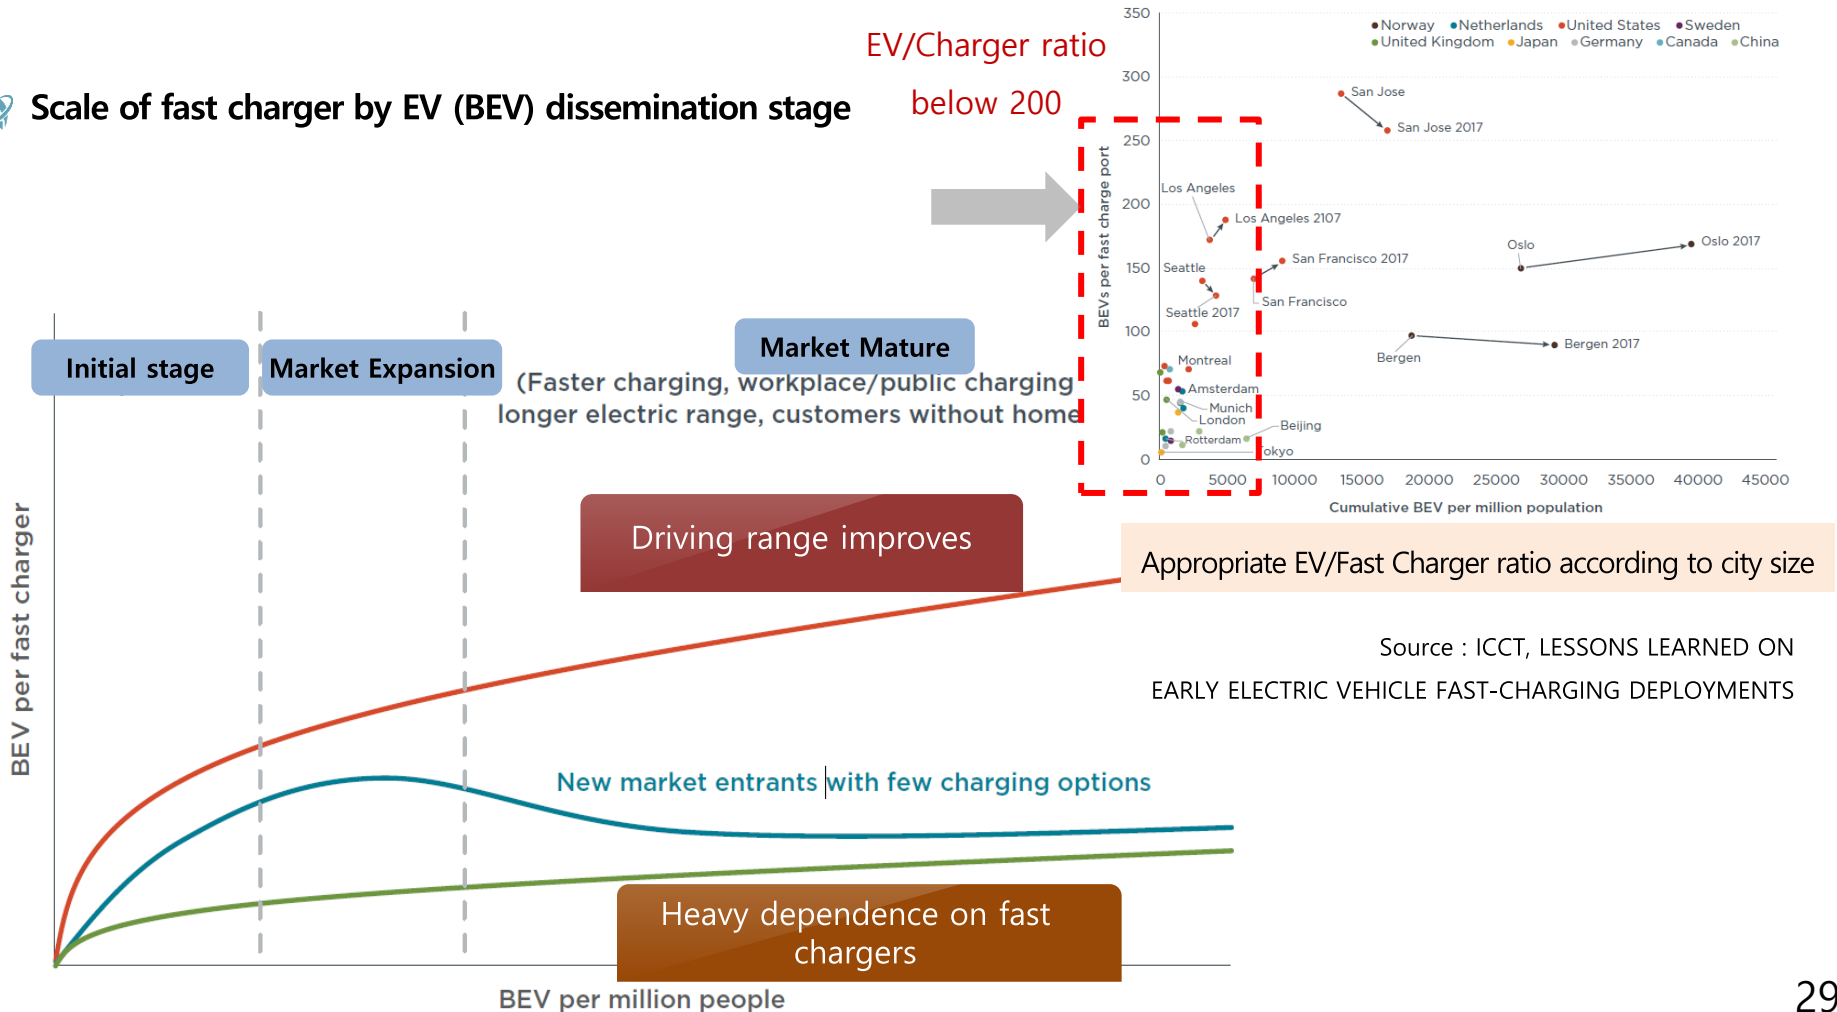 Scale of fast charger by EV (BEV) dissemination stage
EV/Charger ratio
below 200
350
300
250
200
150
100
50
0
BEVs per fast charge port
Norway Netherlands United States Sweden
United Kingdom Japan Germany Canada China
San Jose
San Jose 2017
Los Angeles
Los Angeles 2107
Oslo
Oslo 2017
San Francisco 2017
Seattle
San Francisco
Seattle 2017
Bergen 2017
Bergen
Montreal
Amsterdam
Munich
London
Beijing
Rotterdam
okyo
0 5000 10000 15000 20000 25000 30000 35000 40000 45000
Cumulative BEV per million population
Initial stage
Market Expansion
Market Mature
(Faster charging, workplace/public charging
longer electric range, customers without home
Driving range improves
Appropriate EV/Fast Charger ratio according to city size
Source : ICCT, LESSONS LEARNED ON
EARLY ELECTRIC VEHICLE FAST-CHARGING DEPLOYMENTS
BEV per fast charger
New market entrants with few charging options
Heavy dependence on fast
chargers
BEV per million people
29